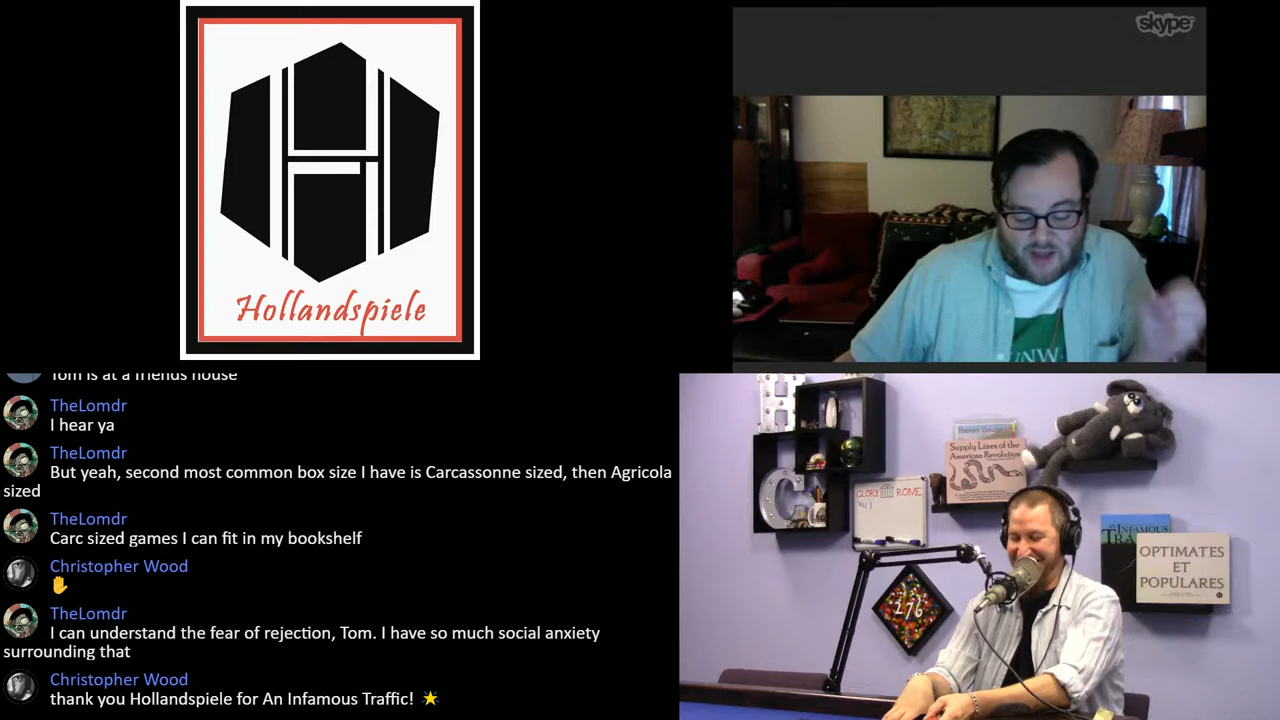 Hollandspiele
skype
UNW
Tom is at a friends house
TheLomdr
I hear ya
TheLomdr
But yeah, second most common box size I have is Carcassonne sized, then Agricola
sized
TheLomdr
Carc sized games I can fit in my bookshelf
Christopher Wood
✋
TheLomdr
I can understand the fear of rejection, Tom. I have so much social anxiety
surrounding that
Christopher Wood
thank you Hollandspiele for An Infamous Traffic! ⭐
Supply Lines of the
American Revolution
GLORY ROME
C
INFAMOUS
TRA
OPTIMATES
ET
POPULARES
276